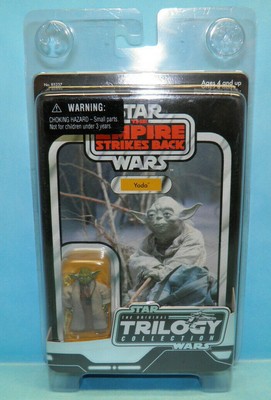 Ages 4 and up
WARNING:
CHOKING HAZARD – Small parts.
Not for children under 3 years.
STAR
THE
EMPIRE
STRIKES BACK
WARS
Yoda
STAR
THE ORIGINAL
TRILOGY
COLLECTION
WARS